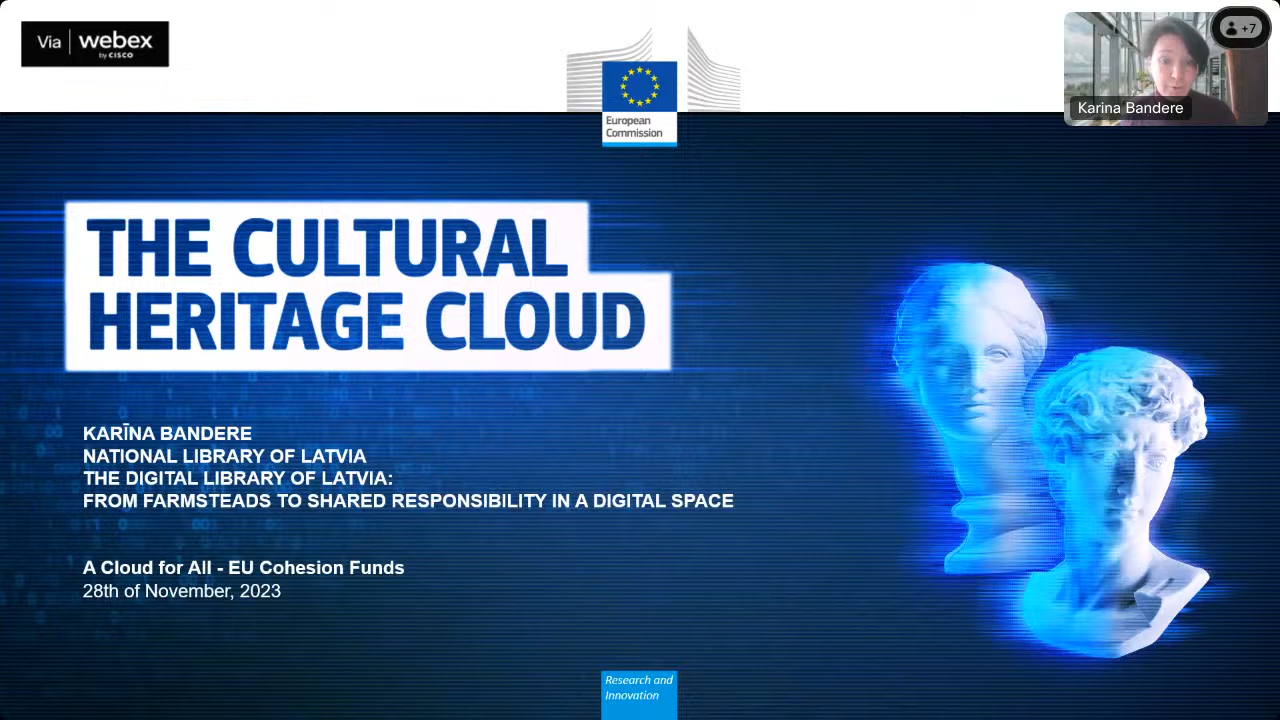 Via | webex
by CISCO
European
Commission
+7
Karina Bandere
THE CULTURAL
HERITAGE CLOUD
KARĪNA BANDERE
NATIONAL LIBRARY OF LATVIA
THE DIGITAL LIBRARY OF LATVIA:
FROM FARMSTEADS TO SHARED RESPONSIBILITY IN A DIGITAL SPACE
A Cloud for All - EU Cohesion Funds
28th of November, 2023
Research and
Innovation